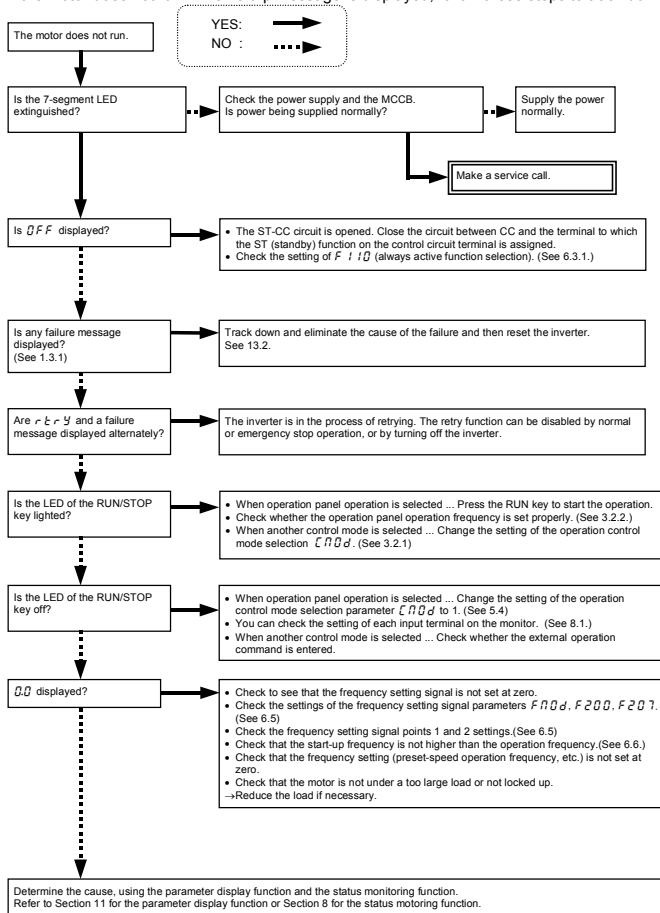 YES:
NO :
The motor does not run.
Is the 7-segment LED
extinguished?
Check the power supply and the MCCB.
Is power being supplied normally?
Supply the power
normally.
Make a service call.
Is OFF displayed?
• The ST-CC circuit is opened. Close the circuit between CC and the terminal to which
the ST (standby) function on the control circuit terminal is assigned.
• Check the setting of F110 (always active function selection). (See 6.3.1.)
Is any failure message
displayed?
(See 1.3.1)
Track down and eliminate the cause of the failure and then reset the inverter.
See 13.2.
Are rtry and a failure
message displayed alternately?
The inverter is in the process of retrying. The retry function can be disabled by normal
or emergency stop operation, or by turning off the inverter.
Is the LED of the RUN/STOP
key lighted?
• When operation panel operation is selected ... Press the RUN key to start the operation.
• Check whether the operation panel operation frequency is set properly. (See 3.2.2.)
• When another control mode is selected ... Change the setting of the operation control
mode selection CMOd. (See 3.2.1)
Is the LED of the RUN/STOP
key off?
• When operation panel operation is selected ... Change the setting of the operation
control mode selection parameter CMOd to 1. (See 5.4)
• You can check the setting of each input terminal on the monitor. (See 8.1.)
• When another control mode is selected ... Check whether the external operation
command is entered.
0.0 displayed?
• Check to see that the frequency setting signal is not set at zero.
• Check the settings of the frequency setting signal parameters FMOd, F200, F207.
(See 6.5)
• Check the frequency setting signal points 1 and 2 settings.(See 6.5)
• Check that the start-up frequency is not higher than the operation frequency.(See 6.6.)
• Check that the frequency setting (preset-speed operation frequency, etc.) is not set at
zero.
• Check that the motor is not under a too large load or not locked up.
→Reduce the load if necessary.
Determine the cause, using the parameter display function and the status monitoring function.
Refer to Section 11 for the parameter display function or Section 8 for the status motoring function.